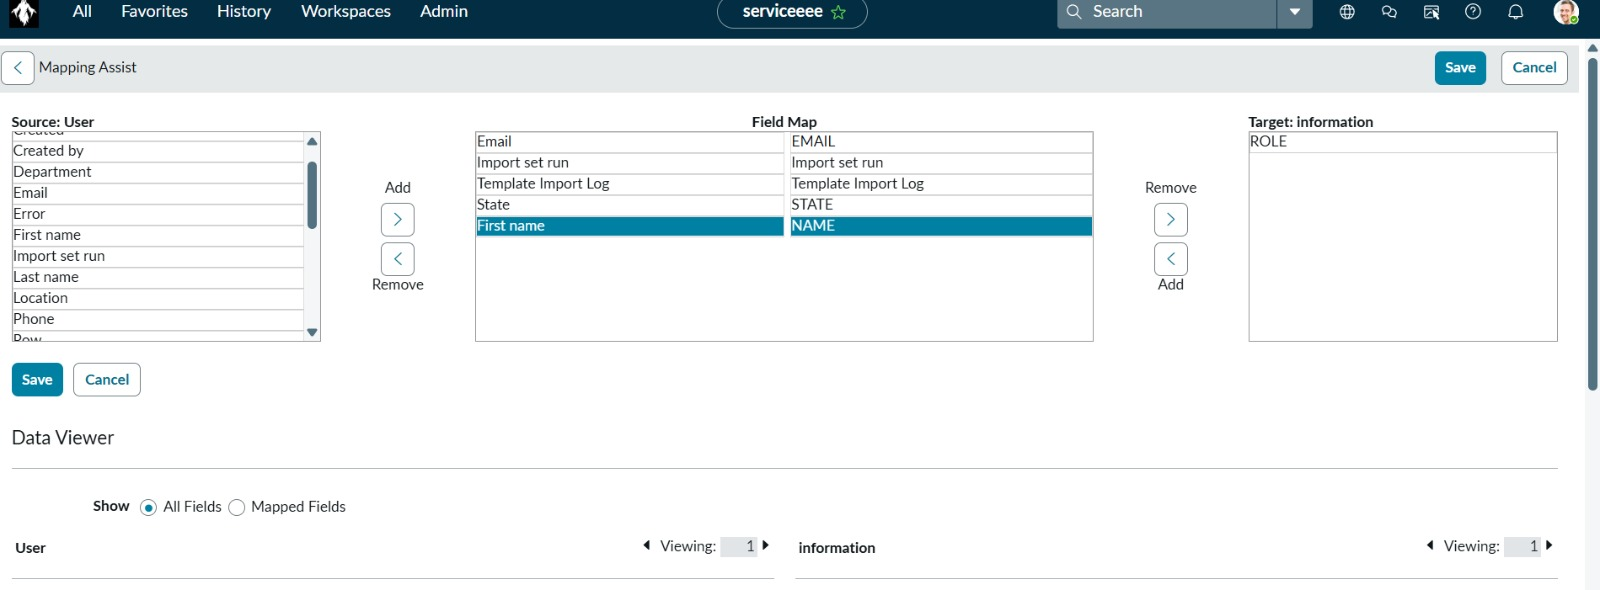 All Favorites History Workspaces Admin serviceeee Search
Mapping Assist Save Cancel
Source: User Field Map Target: information
Created
Created by
Department
Email
Error
First name
Import set run
Last name
Location
Phone
Row
Add
Remove
Email EMAIL
Import set run Import set run
Template Import Log Template Import Log
State STATE
First name NAME
Remove
Add
ROLE
Save Cancel
Data Viewer
Show All Fields Mapped Fields
User Viewing: 1 information Viewing: 1